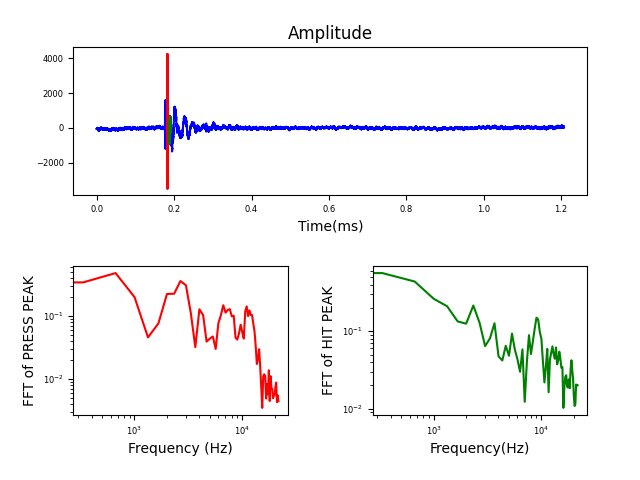 Amplitude
4000
2000
0
−2000
0.0 0.2 0.4 0.6 0.8 1.0 1.2
Time(ms)
FFT of PRESS PEAK
10⁻¹
10⁻²
10³ 10⁴
Frequency (Hz)
FFT of HIT PEAK
10⁻¹
10⁻²
10³ 10⁴
Frequency(Hz)